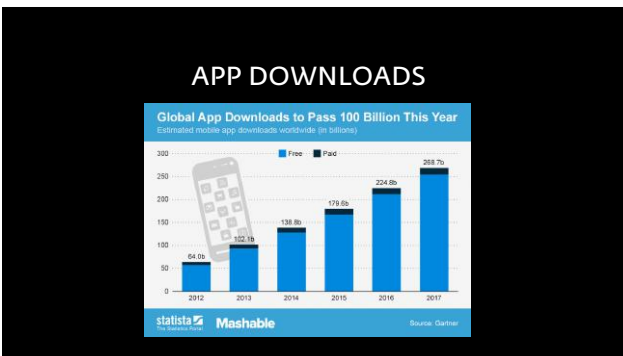 APP DOWNLOADS
Global App Downloads to Pass 100 Billion This Year
Estimated mobile app downloads worldwide (in billions)
Free Paid
300
250
200
150
100
50
0
64.0b
102.1b
138.8b
179.6b
224.8b
268.7b
2012 2013 2014 2015 2016 2017
statista
The Statistics Portal
Mashable
Source: Gartner